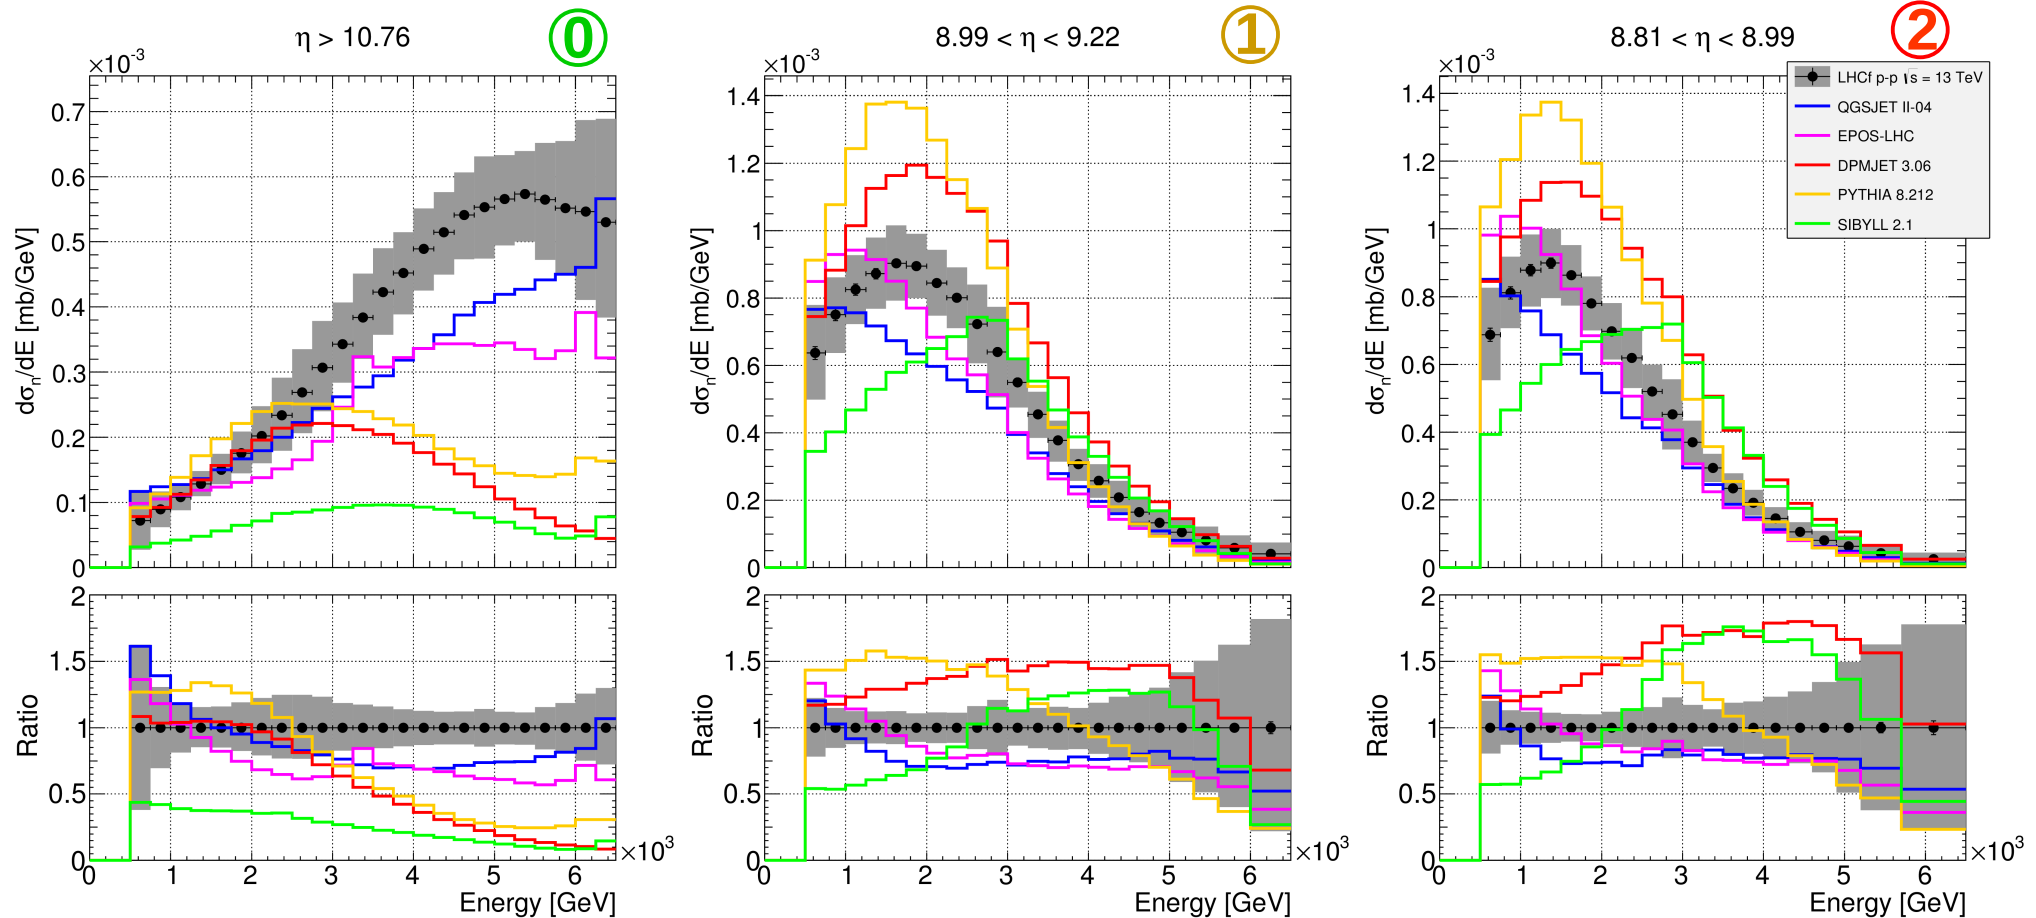 η > 10.76
0
8.99 < η < 9.22
1
8.81 < η < 8.99
2
×10⁻³
×10⁻³
×10⁻³
LHCf p-p √s = 13 TeV
QGSJET II-04
EPOS-LHC
DPMJET 3.06
PYTHIA 8.212
SIBYLL 2.1
dσₙ/dE [mb/GeV]
0.7
0.6
0.5
0.4
0.3
0.2
0.1
0
dσₙ/dE [mb/GeV]
1.4
1.2
1
0.8
0.6
0.4
0.2
0
dσₙ/dE [mb/GeV]
1.4
1.2
1
0.8
0.6
0.4
0.2
0
Ratio
2
1.5
1
0.5
0
0 1 2 3 4 5 6
×10³
Energy [GeV]
Ratio
2
1.5
1
0.5
0
0 1 2 3 4 5 6
×10³
Energy [GeV]
Ratio
2
1.5
1
0.5
0
0 1 2 3 4 5 6
×10³
Energy [GeV]